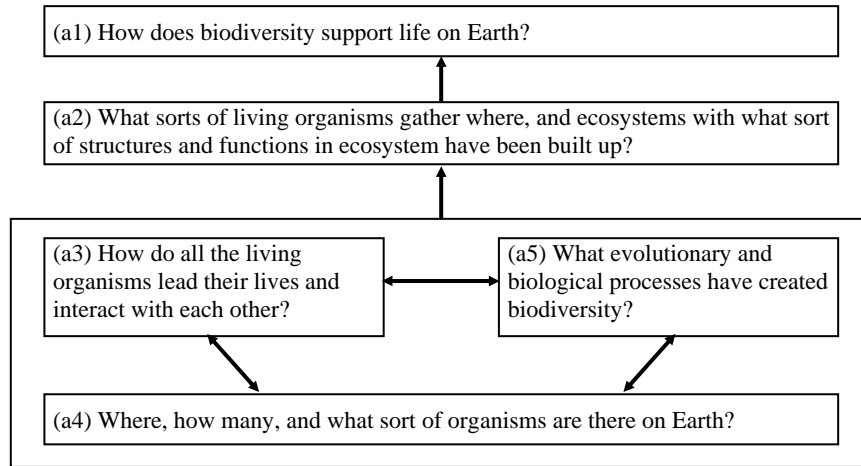 (a1) How does biodiversity support life on Earth?
(a2) What sorts of living organisms gather where, and ecosystems with what sort
of structures and functions in ecosystem have been built up?
(a3) How do all the living
organisms lead their lives and
interact with each other?
(a5) What evolutionary and
biological processes have created
biodiversity?
(a4) Where, how many, and what sort of organisms are there on Earth?